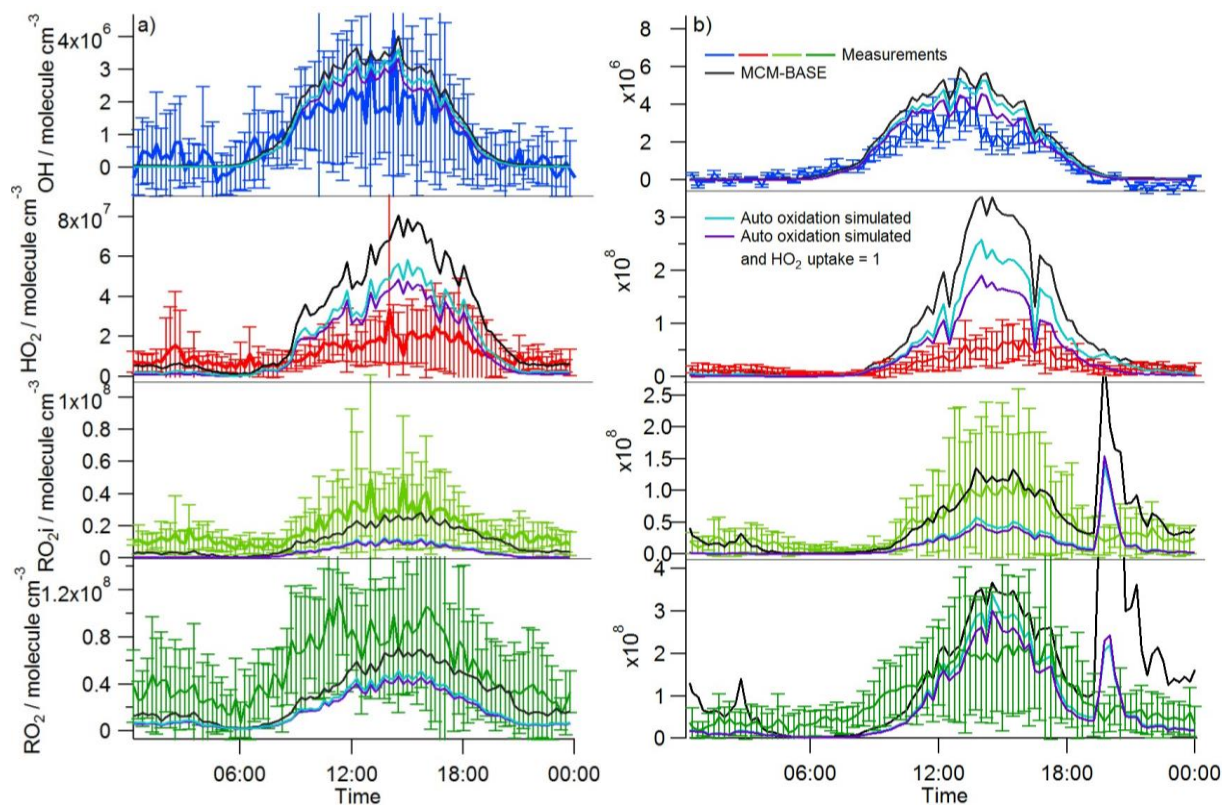 a)
OH / molecule cm-3
4x10^6
3
2
1
0
HO2 / molecule cm-3
8x10^7
6
4
2
0
RO2i / molecule cm-3
1x10^8
0.8
0.6
0.4
0.2
0
RO2 / molecule cm-3
1.2x10^8
0.8
0.4
0
06:00 12:00 18:00 00:00
Time
b)
x10^6
8
6
4
2
0
Measurements
MCM-BASE
x10^8
3
2
1
0
Auto oxidation simulated
Auto oxidation simulated
and HO2 uptake = 1
x10^8
2.5
2.0
1.5
1.0
0.5
0.0
x10^8
4
3
2
1
0
06:00 12:00 18:00 00:00
Time